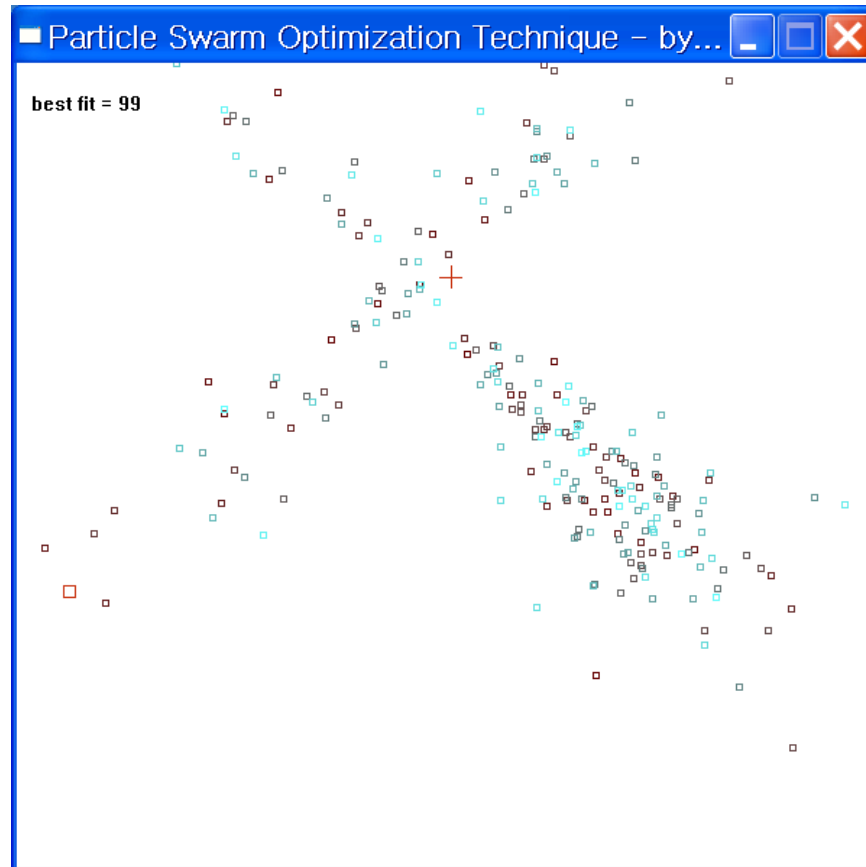 Particle Swarm Optimization Technique - by...
best fit = 99